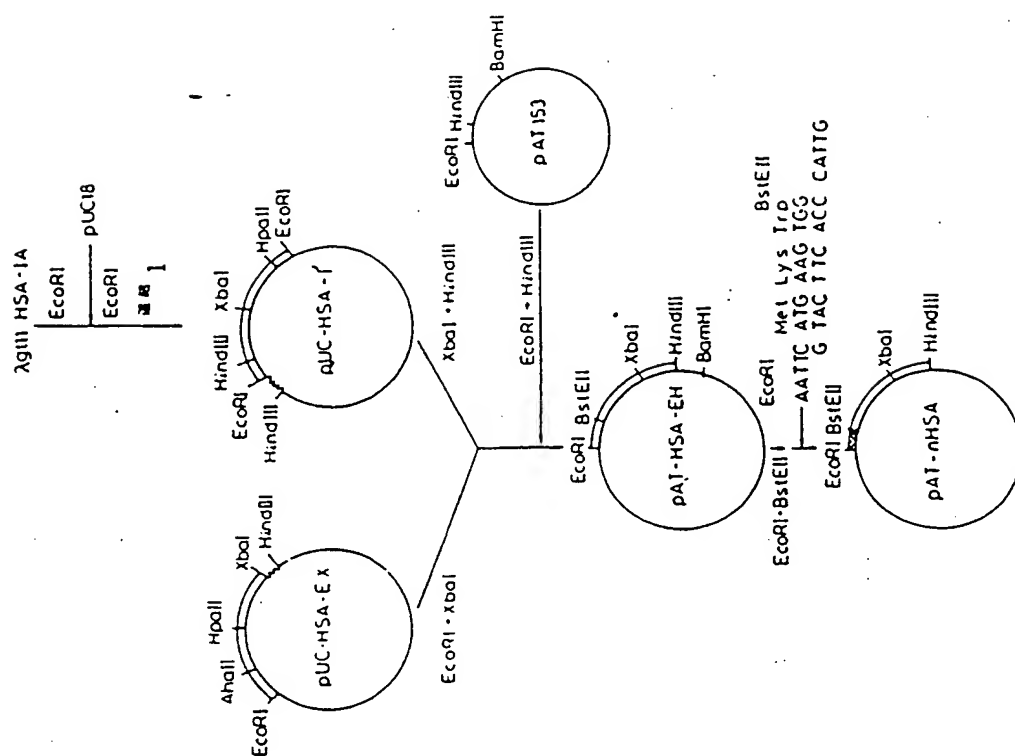 λgt11 HSA-1A
EcoRI
pUC18
EcoRI
1
HindIII
XbaI
HpaII
EcoRI
EcoRI
HindIII
pUC-HSA-I
AhaII
HpaII
XbaI
HindIII
EcoRI
pUC-HSA-EX
XbaI + HindIII
EcoRI + XbaI
EcoRI
HindIII
BamHI
pAT153
EcoRI + HindIII
EcoRI
BstEII
XbaI
HindIII
BamHI
pAT-HSA-EH
EcoRI·BstEII
EcoRI
Met Lys Trp
BstEII
AATTC ATG AAG TGG
G TAC TTC ACC CATTG
EcoRI
BstEII
XbaI
HindIII
pAT-nHSA